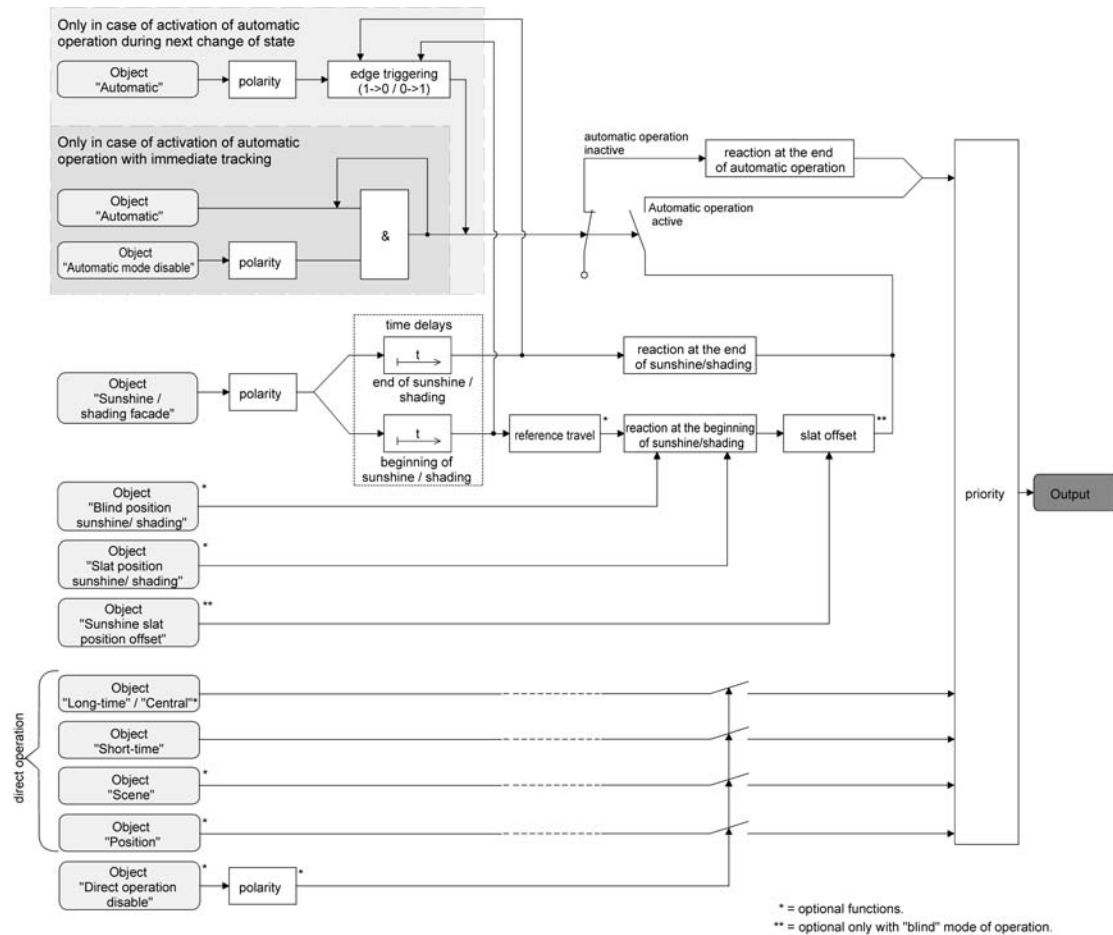 Only in case of activation of automatic
operation during next change of state
Object
"Automatic"
polarity
edge triggering
(1->0 / 0->1)
Only in case of activation of automatic
operation with immediate tracking
Object
"Automatic"
Object
"Automatic mode disable"
polarity
&
automatic operation
inactive
reaction at the end
of automatic operation
Automatic operation
active
time delays
t
end of sunshine /
shading
reaction at the end
of sunshine/shading
Object
"Sunshine /
shading facade"
polarity
t
beginning of
sunshine / shading
reference travel
*
reaction at the beginning
of sunshine/shading
slat offset
**
Object
"Blind position
sunshine/ shading"
*
Object
"Slat position
sunshine/ shading"
*
Object
"Sunshine slat
position offset"
**
priority
Output
direct operation
Object
"Long-time" / "Central"*
Object
"Short-time"
Object
"Scene"
*
Object
"Position"
*
Object
"Direct operation
disable"
*
polarity
*
* = optional functions.
** = optional only with "blind" mode of operation.